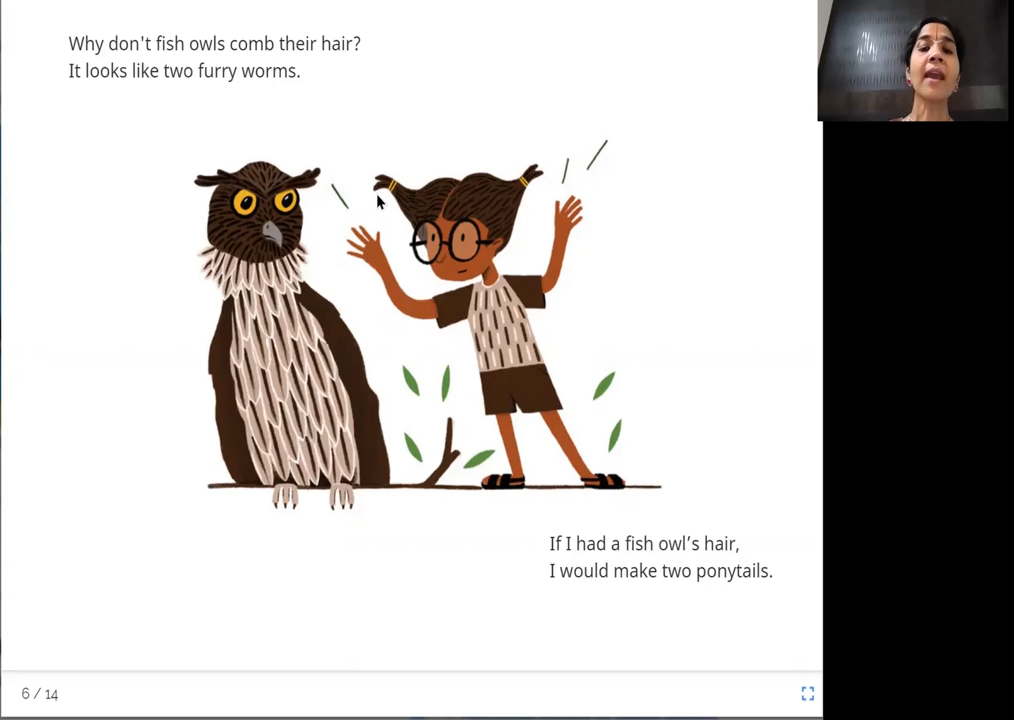 Why don't fish owls comb their hair?
It looks like two furry worms.
If I had a fish owl’s hair,
I would make two ponytails.
6 / 14